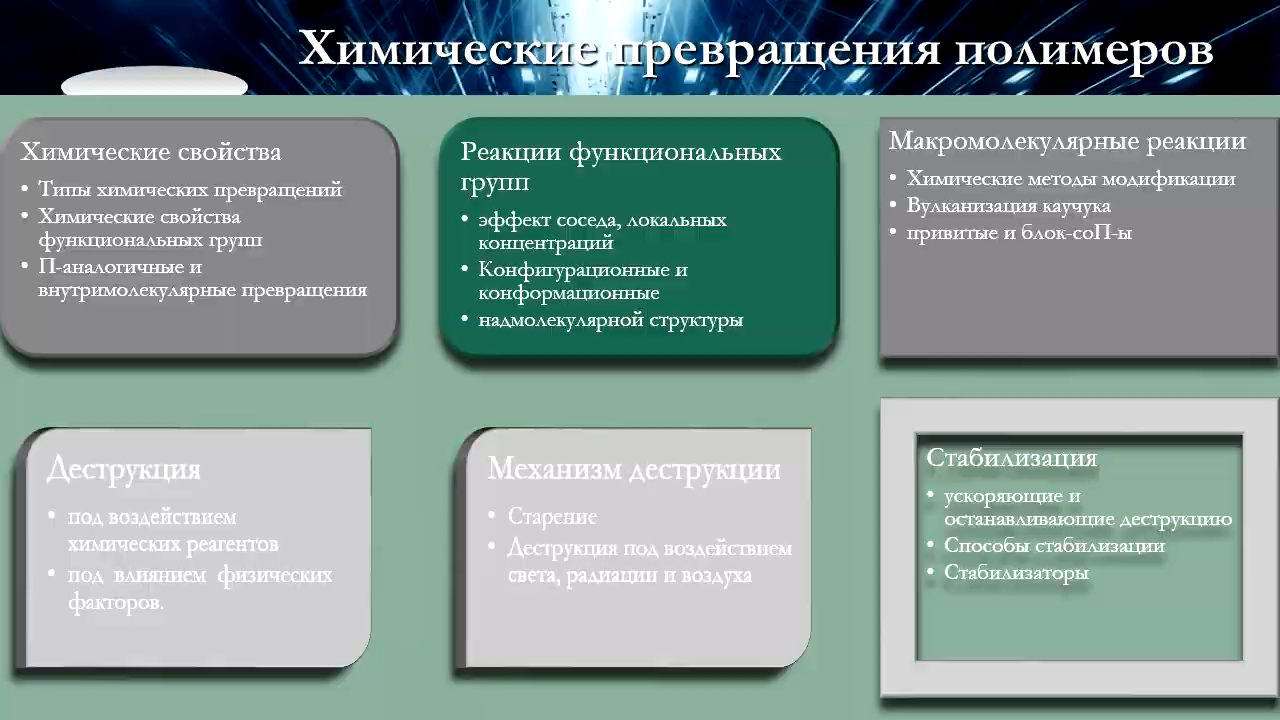 Химические превращения полимеров
Химические свойства
• Типы химических превращений
• Химические свойства
функциональных групп
• П-аналогичные и
внутримолекулярные превращения
Реакции функциональных
групп
• эффект соседа, локальных
концентраций
• Конфигурационные и
конформационные
• надмолекулярной структуры
Макромолекулярные реакции
• Химические методы модификации
• Вулканизация каучука
• привитые и блок-соП-ы
Деструкция
• под воздействием
химических реагентов
• под влиянием физических
факторов.
Механизм деструкции
• Старение
• Деструкция под воздействием
света, радиации и воздуха
Стабилизация
• ускоряющие и
останавливающие деструкцию
• Способы стабилизации
• Стабилизаторы